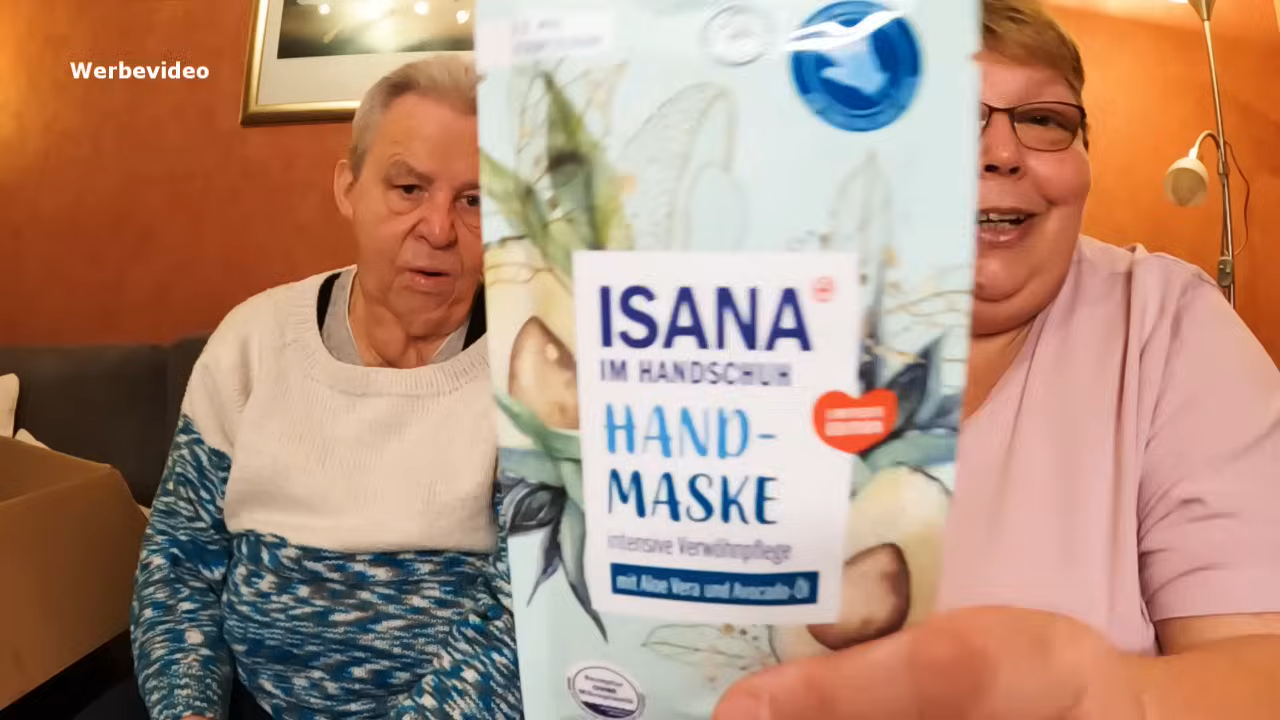 Werbevideo
ISANA
IM HANDSCHUH
HAND-
MASKE
intensive Verwöhnpflege
mit Aloe Vera und Avocado-Öl